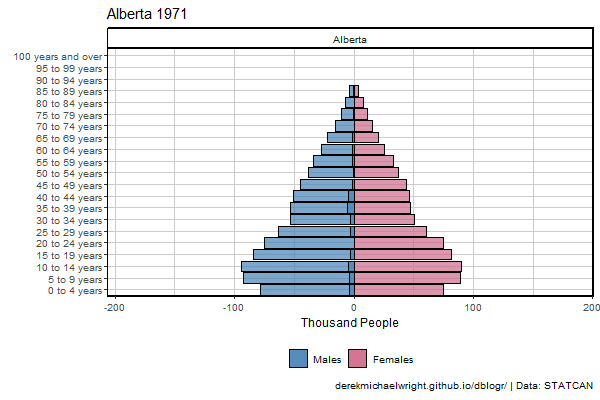 Alberta 1971
Alberta
100 years and over
95 to 99 years
90 to 94 years
85 to 89 years
80 to 84 years
75 to 79 years
70 to 74 years
65 to 69 years
60 to 64 years
55 to 59 years
50 to 54 years
45 to 49 years
40 to 44 years
35 to 39 years
30 to 34 years
25 to 29 years
20 to 24 years
15 to 19 years
10 to 14 years
5 to 9 years
0 to 4 years
-200 -100 0 100 200
Thousand People
Males Females
derekmichaelwright.github.io/dblogr/ | Data: STATCAN